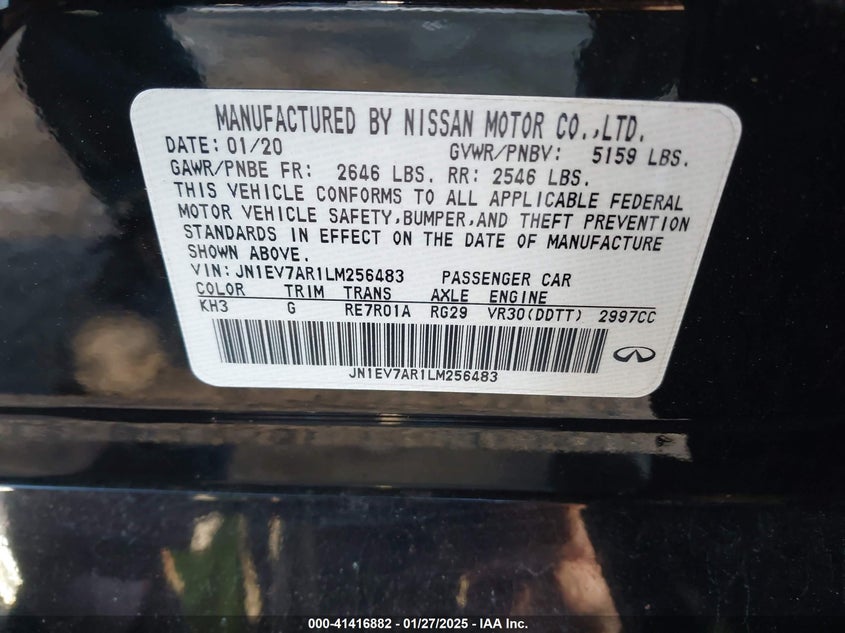 MANUFACTURED BY NISSAN MOTOR CO.,LTD.
DATE: 01/20 GVWR/PNBV: 5159 LBS.
GAWR/PNBE FR: 2646 LBS. RR: 2546 LBS.
THIS VEHICLE CONFORMS TO ALL APPLICABLE FEDERAL
MOTOR VEHICLE SAFETY,BUMPER,AND THEFT PREVENTION
STANDARDS IN EFFECT ON THE DATE OF MANUFACTURE
SHOWN ABOVE.
VIN: JN1EV7AR1LM256483 PASSENGER CAR
COLOR TRIM TRANS AXLE ENGINE
KH3 G RE7R01A RG29 VR30(DDTT) 2997CC
JN1EV7AR1LM256483
000-41416882 — 01/27/2025 — IAA Inc.